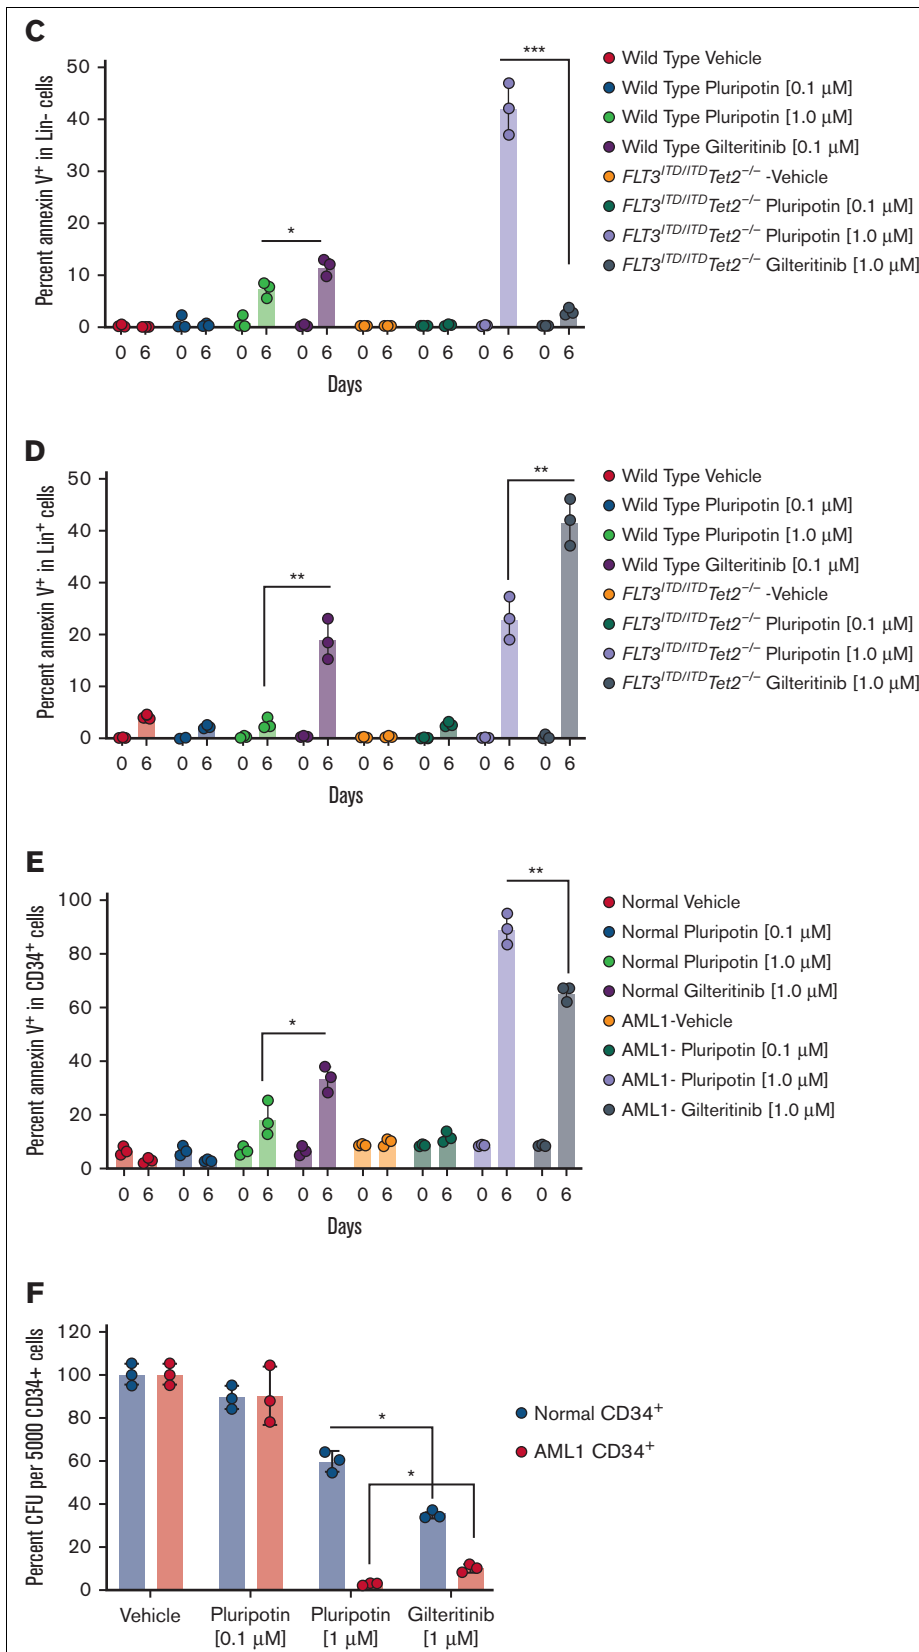 C
Percent annexin V⁺ in Lin- cells
50
40
30
20
10
0
*
***
0 6 0 6 0 6 0 6 0 6 0 6 0 6 0 6
Days
Wild Type Vehicle
Wild Type Pluripotin [0.1 μM]
Wild Type Pluripotin [1.0 μM]
Wild Type Gilteritinib [0.1 μM]
FLT3ᴵᵀᴰ/ᴵᵀᴰTet2⁻/⁻ -Vehicle
FLT3ᴵᵀᴰ/ᴵᵀᴰTet2⁻/⁻ Pluripotin [0.1 μM]
FLT3ᴵᵀᴰ/ᴵᵀᴰTet2⁻/⁻ Pluripotin [1.0 μM]
FLT3ᴵᵀᴰ/ᴵᵀᴰTet2⁻/⁻ Gilteritinib [1.0 μM]
D
Percent annexin V⁺ in Lin⁺ cells
50
40
40
20
10
0
**
**
0 6 0 6 0 6 0 6 0 6 0 6 0 6 0 6
Days
Wild Type Vehicle
Wild Type Pluripotin [0.1 μM]
Wild Type Pluripotin [1.0 μM]
Wild Type Gilteritinib [0.1 μM]
FLT3ᴵᵀᴰ/ᴵᵀᴰTet2⁻/⁻ -Vehicle
FLT3ᴵᵀᴰ/ᴵᵀᴰTet2⁻/⁻ Pluripotin [0.1 μM]
FLT3ᴵᵀᴰ/ᴵᵀᴰTet2⁻/⁻ Pluripotin [1.0 μM]
FLT3ᴵᵀᴰ/ᴵᵀᴰTet2⁻/⁻ Gilteritinib [1.0 μM]
E
Percent annexin V⁺ in CD34⁺ cells
100
80
60
40
20
0
*
**
0 6 0 6 0 6 0 6 0 6 0 6 0 6 0 6
Days
Normal Vehicle
Normal Pluripotin [0.1 μM]
Normal Pluripotin [1.0 μM]
Normal Gilteritinib [1.0 μM]
AML1-Vehicle
AML1- Pluripotin [0.1 μM]
AML1- Pluripotin [1.0 μM]
AML1- Gilteritinib [1.0 μM]
F
Percent CFU per 5000 CD34+ cells
120
100
80
60
40
20
0
*
*
Vehicle
Pluripotin
[0.1 μM]
Pluripotin
[1 μM]
Gilteritinib
[1 μM]
Normal CD34⁺
AML1 CD34⁺